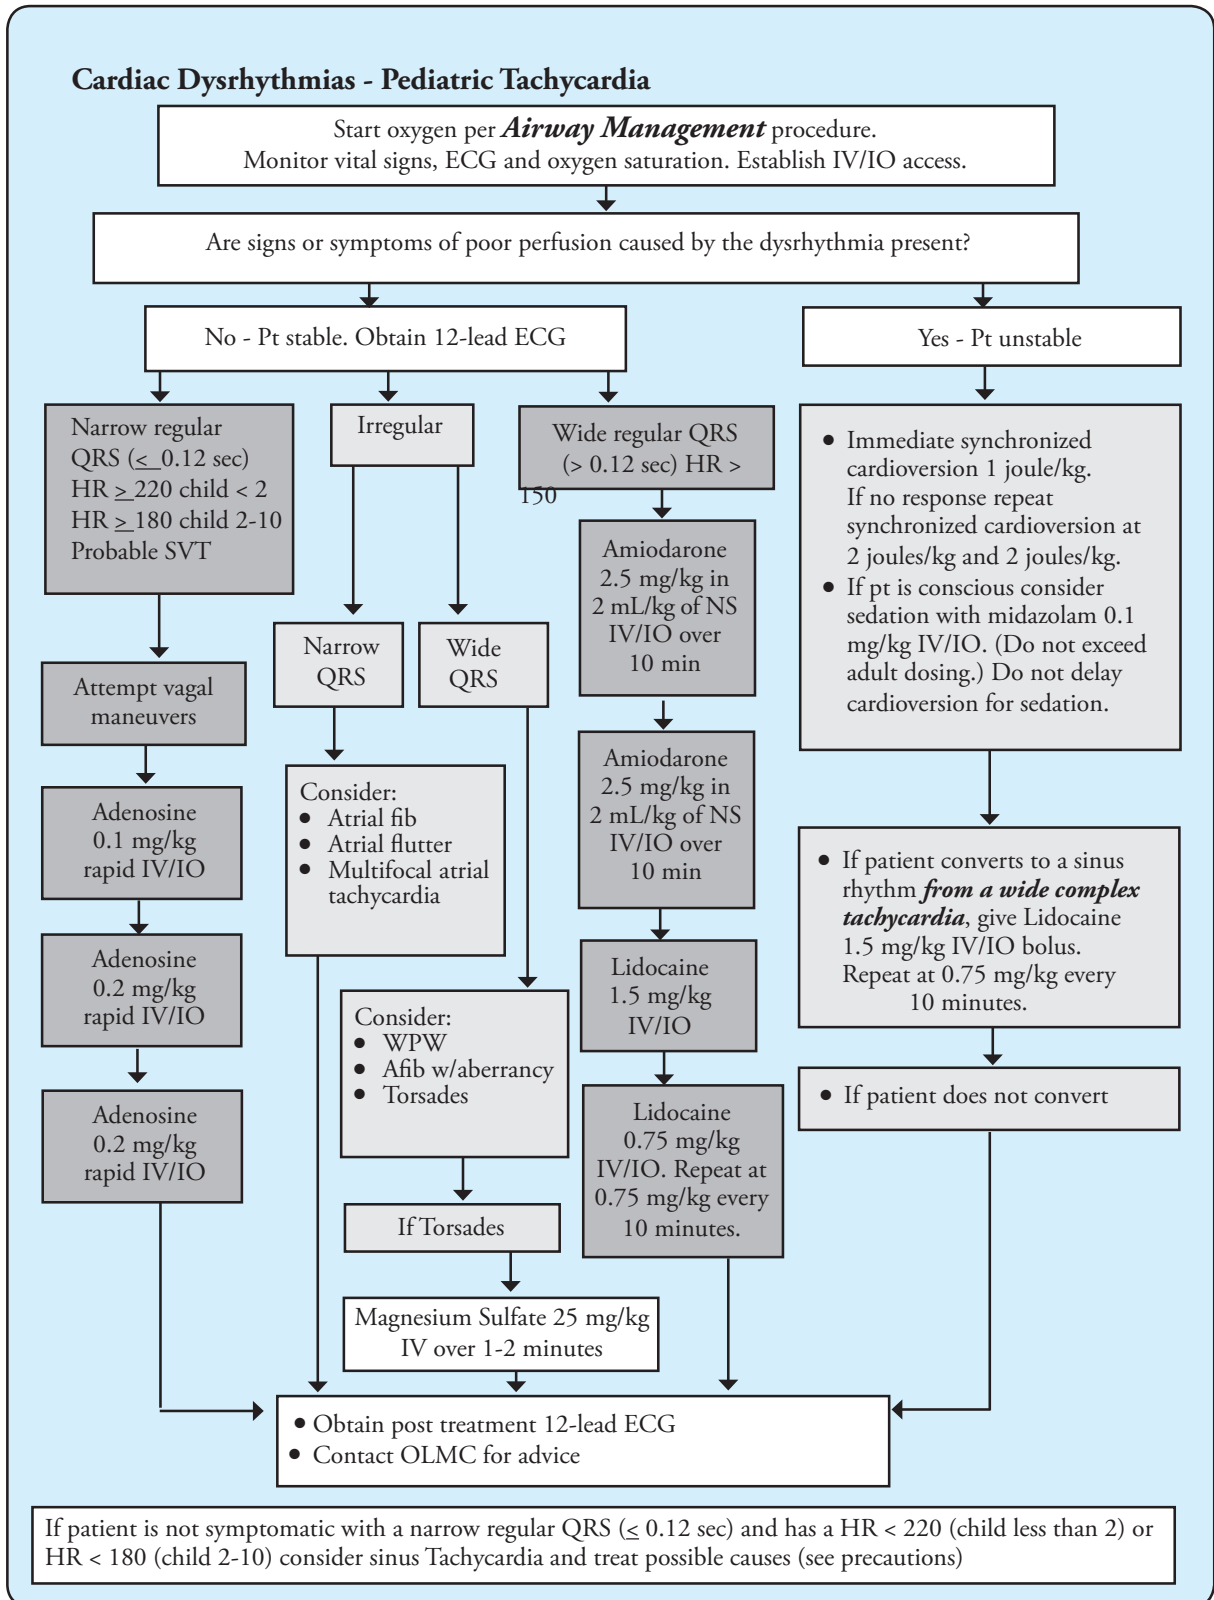 Cardiac Dysrhythmias - Pediatric Tachycardia
Start oxygen per Airway Management procedure.
Monitor vital signs, ECG and oxygen saturation. Establish IV/IO access.
Are signs or symptoms of poor perfusion caused by the dysrhythmia present?
No - Pt stable. Obtain 12-lead ECG
Yes - Pt unstable
Narrow regular
QRS (< 0.12 sec)
HR > 220 child < 2
HR > 180 child 2-10
Probable SVT
Attempt vagal
maneuvers
Adenosine
0.1 mg/kg
rapid IV/IO
Adenosine
0.2 mg/kg
rapid IV/IO
Adenosine
0.2 mg/kg
rapid IV/IO
Irregular
Narrow
QRS
Consider:
• Atrial fib
• Atrial flutter
• Multifocal atrial
tachycardia
Wide
QRS
Consider:
• WPW
• Afib w/aberrancy
• Torsades
If Torsades
Magnesium Sulfate 25 mg/kg
IV over 1-2 minutes
Wide regular QRS
(> 0.12 sec) HR >
150
Amiodarone
2.5 mg/kg in
2 mL/kg of NS
IV/IO over
10 min
Amiodarone
2.5 mg/kg in
2 mL/kg of NS
IV/IO over
10 min
Lidocaine
1.5 mg/kg
IV/IO
Lidocaine
0.75 mg/kg
IV/IO. Repeat at
0.75 mg/kg every
10 minutes.
• Immediate synchronized
cardioversion 1 joule/kg.
If no response repeat
synchronized cardioversion at
2 joules/kg and 2 joules/kg.
• If pt is conscious consider
sedation with midazolam 0.1
mg/kg IV/IO. (Do not exceed
adult dosing.) Do not delay
cardioversion for sedation.
• If patient converts to a sinus
rhythm from a wide complex
tachycardia, give Lidocaine
1.5 mg/kg IV/IO bolus.
Repeat at 0.75 mg/kg every
10 minutes.
• If patient does not convert
• Obtain post treatment 12-lead ECG
• Contact OLMC for advice
If patient is not symptomatic with a narrow regular QRS (≤ 0.12 sec) and has a HR < 220 (child less than 2) or
HR < 180 (child 2-10) consider sinus Tachycardia and treat possible causes (see precautions)